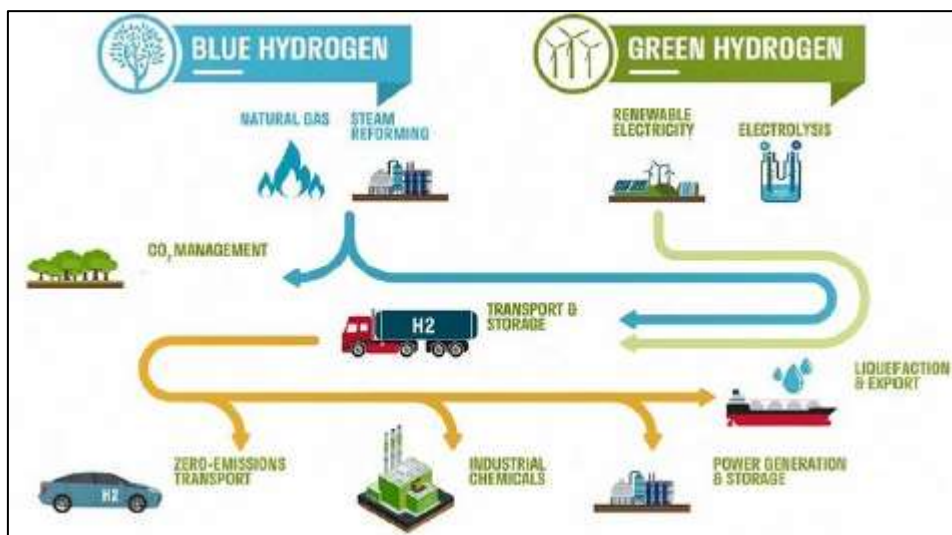 BLUE HYDROGEN
GREEN HYDROGEN
NATURAL GAS
STEAM
REFORMING
RENEWABLE
ELECTRICITY
ELECTROLYSIS
CO₂ MANAGEMENT
H2
TRANSPORT &
STORAGE
LIQUEFACTION
& EXPORT
ZERO-EMISSIONS
TRANSPORT
H2
INDUSTRIAL
CHEMICALS
POWER GENERATION
& STORAGE